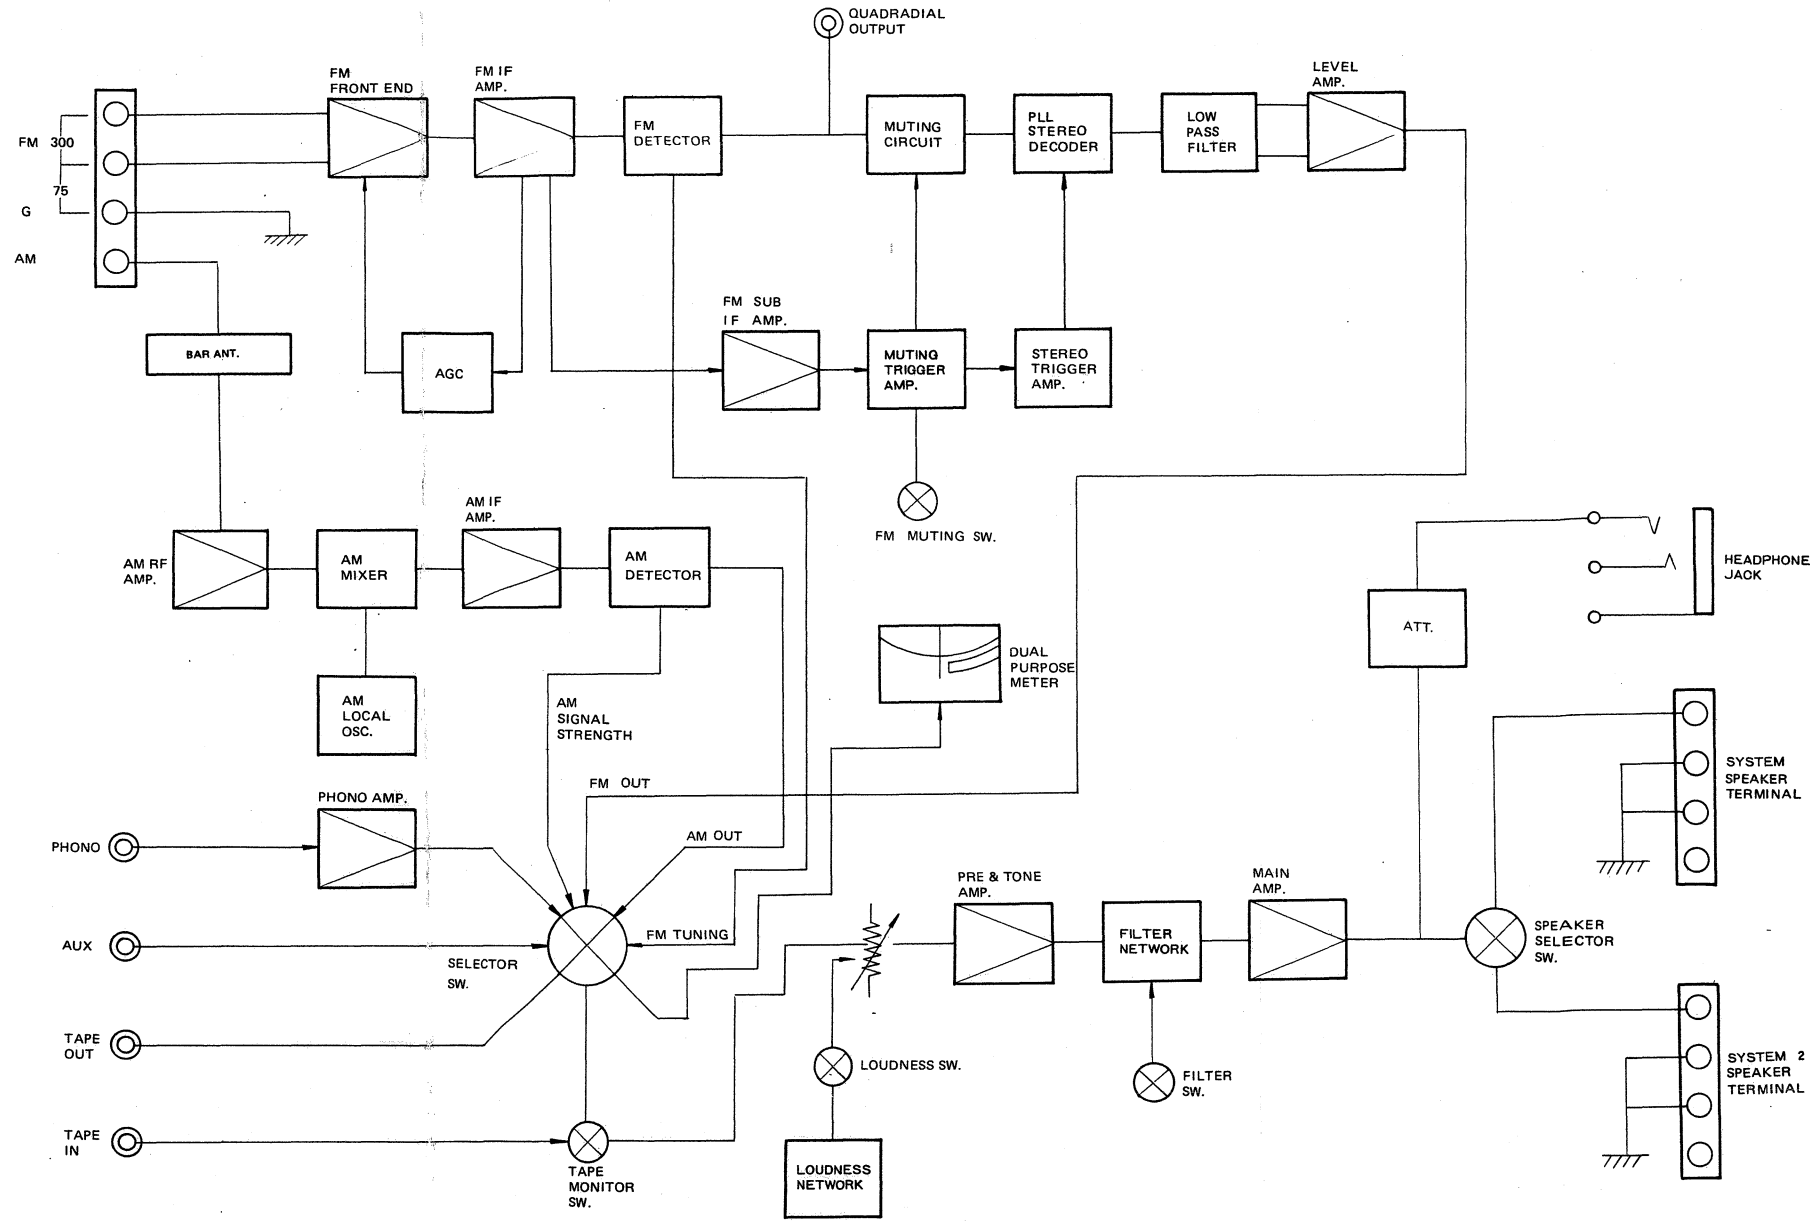 QUADRADIAL
OUTPUT
FM
FRONT END
FM IF
AMP.
FM
DETECTOR
MUTING
CIRCUIT
PLL
STEREO
DECODER
LOW
PASS
FILTER
LEVEL
AMP.
FM 300
75
G
AM
BAR ANT.
AGC
FM SUB
IF AMP.
MUTING
TRIGGER
AMP.
STEREO
TRIGGER
AMP.
FM MUTING SW.
AM RF
AMP.
AM
MIXER
AM IF
AMP.
AM
DETECTOR
AM
LOCAL
OSC.
AM
SIGNAL
STRENGTH
DUAL
PURPOSE
METER
ATT.
HEADPHONE
JACK
SYSTEM
SPEAKER
TERMINAL
FM OUT
AM OUT
FM TUNING
PHONO AMP.
PHONO
AUX
SELECTOR
SW.
TAPE
OUT
TAPE
IN
TAPE
MONITOR
SW.
PRE & TONE
AMP.
FILTER
NETWORK
MAIN
AMP.
SPEAKER
SELECTOR
SW.
LOUDNESS SW.
LOUDNESS
NETWORK
FILTER
SW.
SYSTEM 2
SPEAKER
TERMINAL